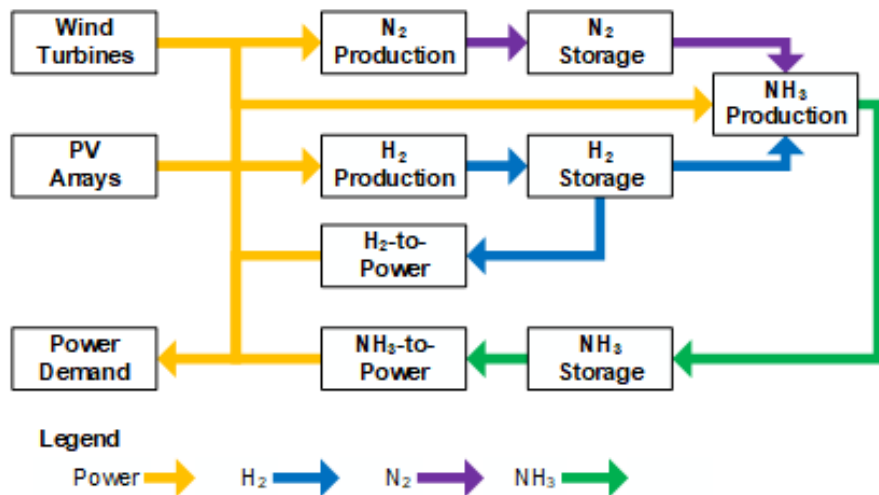 Wind
Turbines
N₂
Production
N₂
Storage
NH₃
Production
PV
Arrays
H₂
Production
H₂
Storage
H₂-to-
Power
Power
Demand
NH₃-to-
Power
NH₃
Storage
Legend
Power
H₂
N₂
NH₃